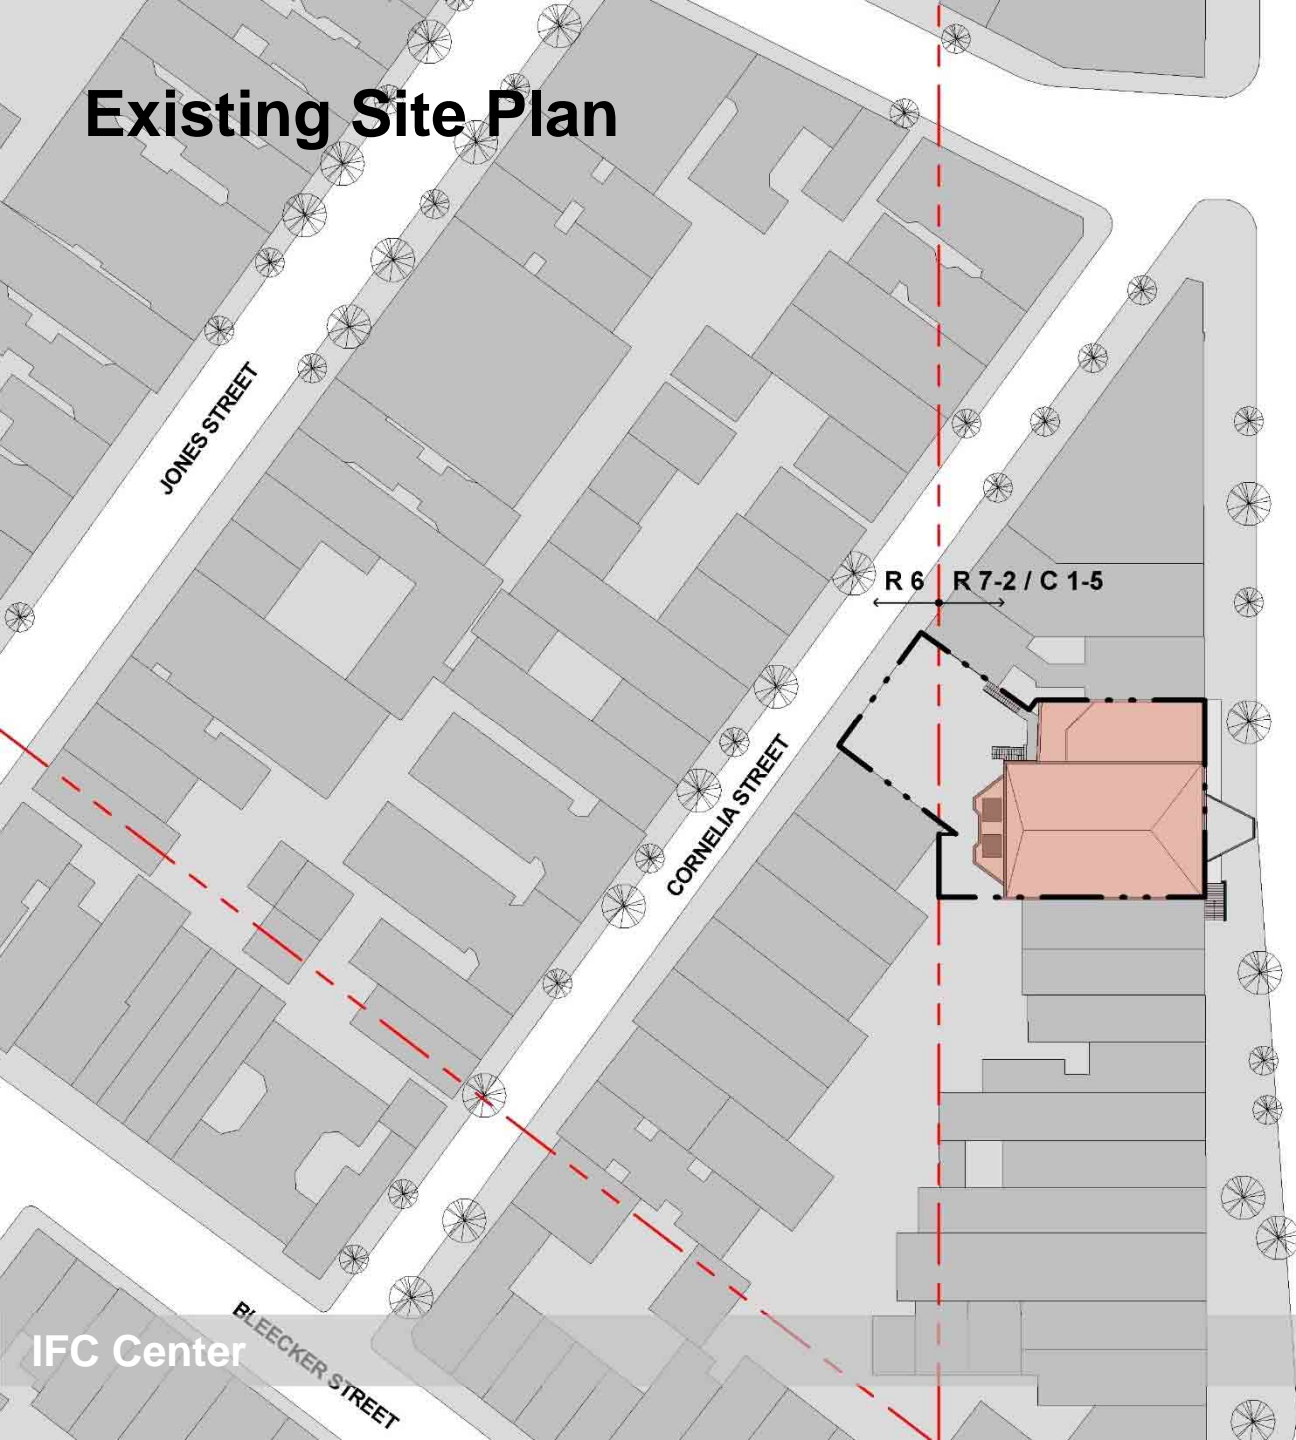 Existing Site Plan
JONES STREET
R 6
R 7-2 / C 1-5
CORNELIA STREET
BLEECKER STREET
IFC Center